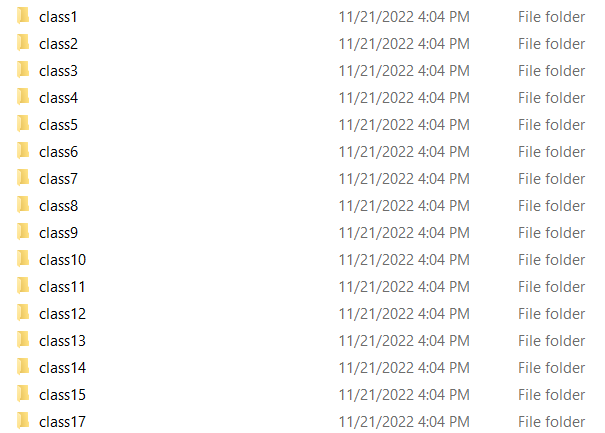 class1 11/21/2022 4:04 PM File folder
class2 11/21/2022 4:04 PM File folder
class3 11/21/2022 4:04 PM File folder
class4 11/21/2022 4:04 PM File folder
class5 11/21/2022 4:04 PM File folder
class6 11/21/2022 4:04 PM File folder
class7 11/21/2022 4:04 PM File folder
class8 11/21/2022 4:04 PM File folder
class9 11/21/2022 4:04 PM File folder
class10 11/21/2022 4:04 PM File folder
class11 11/21/2022 4:04 PM File folder
class12 11/21/2022 4:04 PM File folder
class13 11/21/2022 4:04 PM File folder
class14 11/21/2022 4:04 PM File folder
class15 11/21/2022 4:04 PM File folder
class17 11/21/2022 4:04 PM File folder